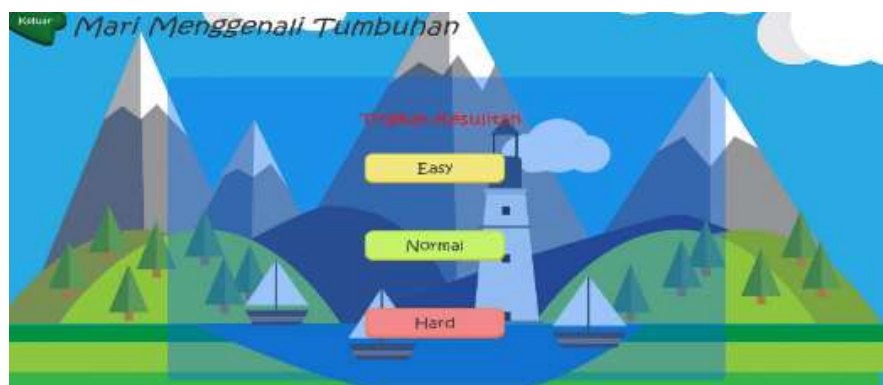 Keluar
Mari Menggenali Tumbuhan
Tingkat Kesulitan
Easy
Normal
Hard